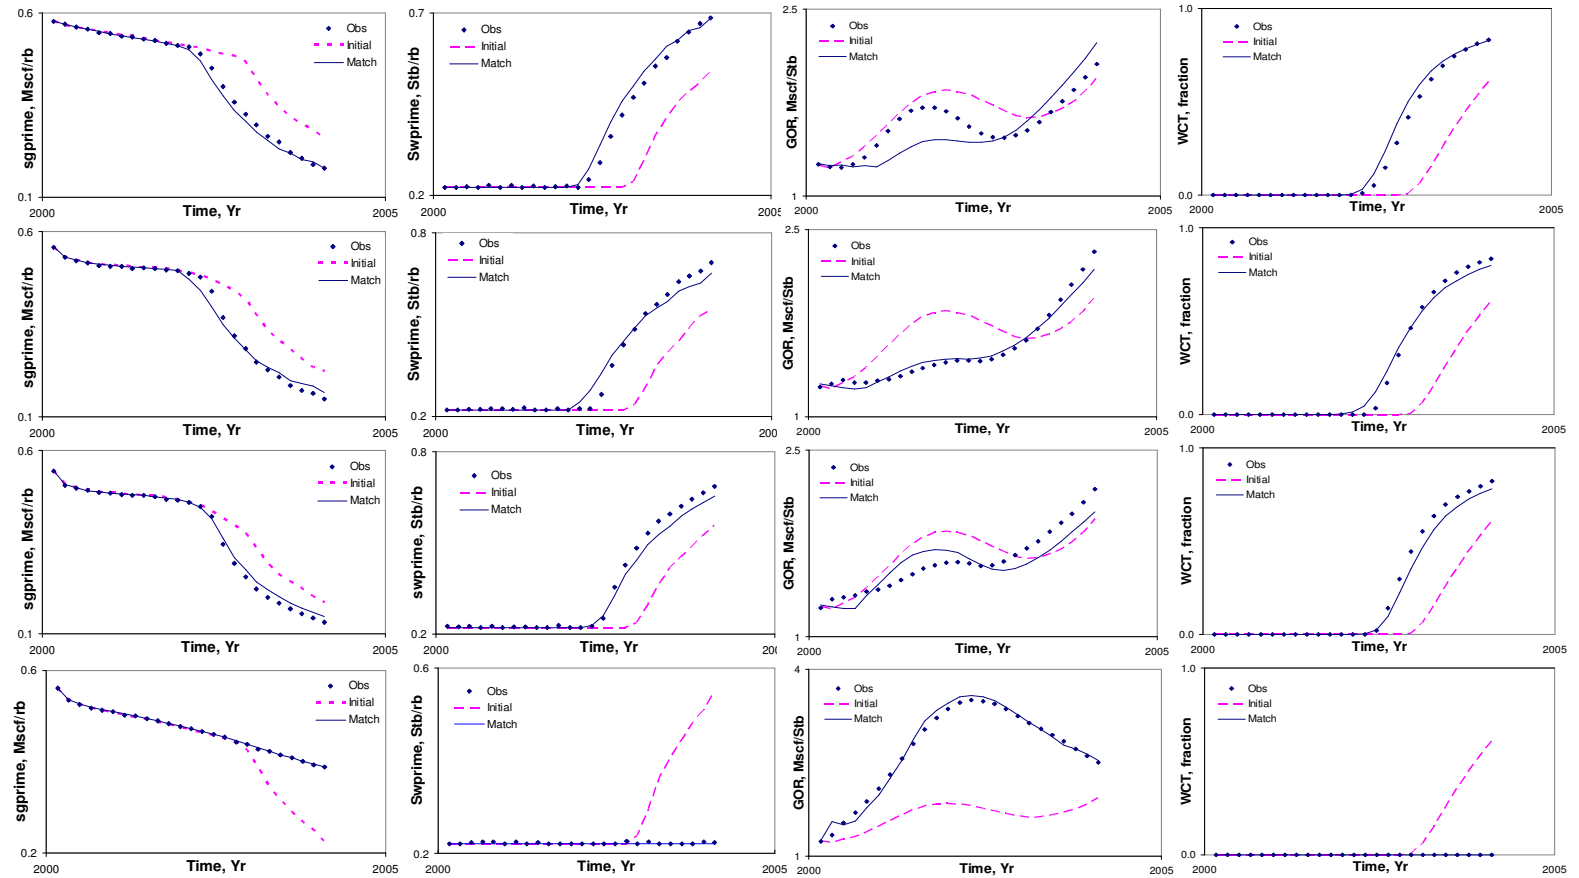 0.6
Obs
Initial
Match
sgprime, Mscf/rb
0.1
2000
Time, Yr
2005
0.7
Obs
Initial
Match
Swprime, Stb/rb
0.2
2000
Time, Yr
2005
2.5
Obs
Initial
Match
GOR, Mscf/Stb
1
2000
Time, Yr
2005
1.0
Obs
Initial
Match
WCT, fraction
0.0
2000
Time, Yr
2005
0.6
Obs
Initial
Match
sgprime, Mscf/rb
0.1
2000
Time, Yr
2005
0.8
Obs
Initial
Match
Swprime, Stb/rb
0.2
2000
Time, Yr
200
2.5
Obs
Initial
Match
GOR, Mscf/Stb
1
2000
Time, Yr
2005
1.0
Obs
Initial
Match
WCT, fraction
0.0
2000
Time, Yr
2005
0.6
Obs
Initial
Match
sgprime, Mscf/rb
0.1
2000
Time, Yr
2005
0.8
Obs
Initial
Match
swprime, Stb/rb
0.2
2000
Time, Yr
200
2.5
Obs
Initial
Match
GOR, Mscf/Stb
1
2000
Time, Yr
2005
1.0
Obs
Initial
Match
WCT, fraction
0.0
2000
Time, Yr
2005
0.6
Obs
Initial
Match
sgprime, Mscf/rb
0.2
2000
Time, Yr
2005
0.6
Obs
Initial
Match
Swprime, Stb/rb
0.2
2000
Time, Yr
2005
4
Obs
Initial
Match
GOR, Mscf/Stb
1
2000
Time, Yr
2005
1.0
Obs
Initial
Match
WCT, fraction
0.0
2000
Time, Yr
2005